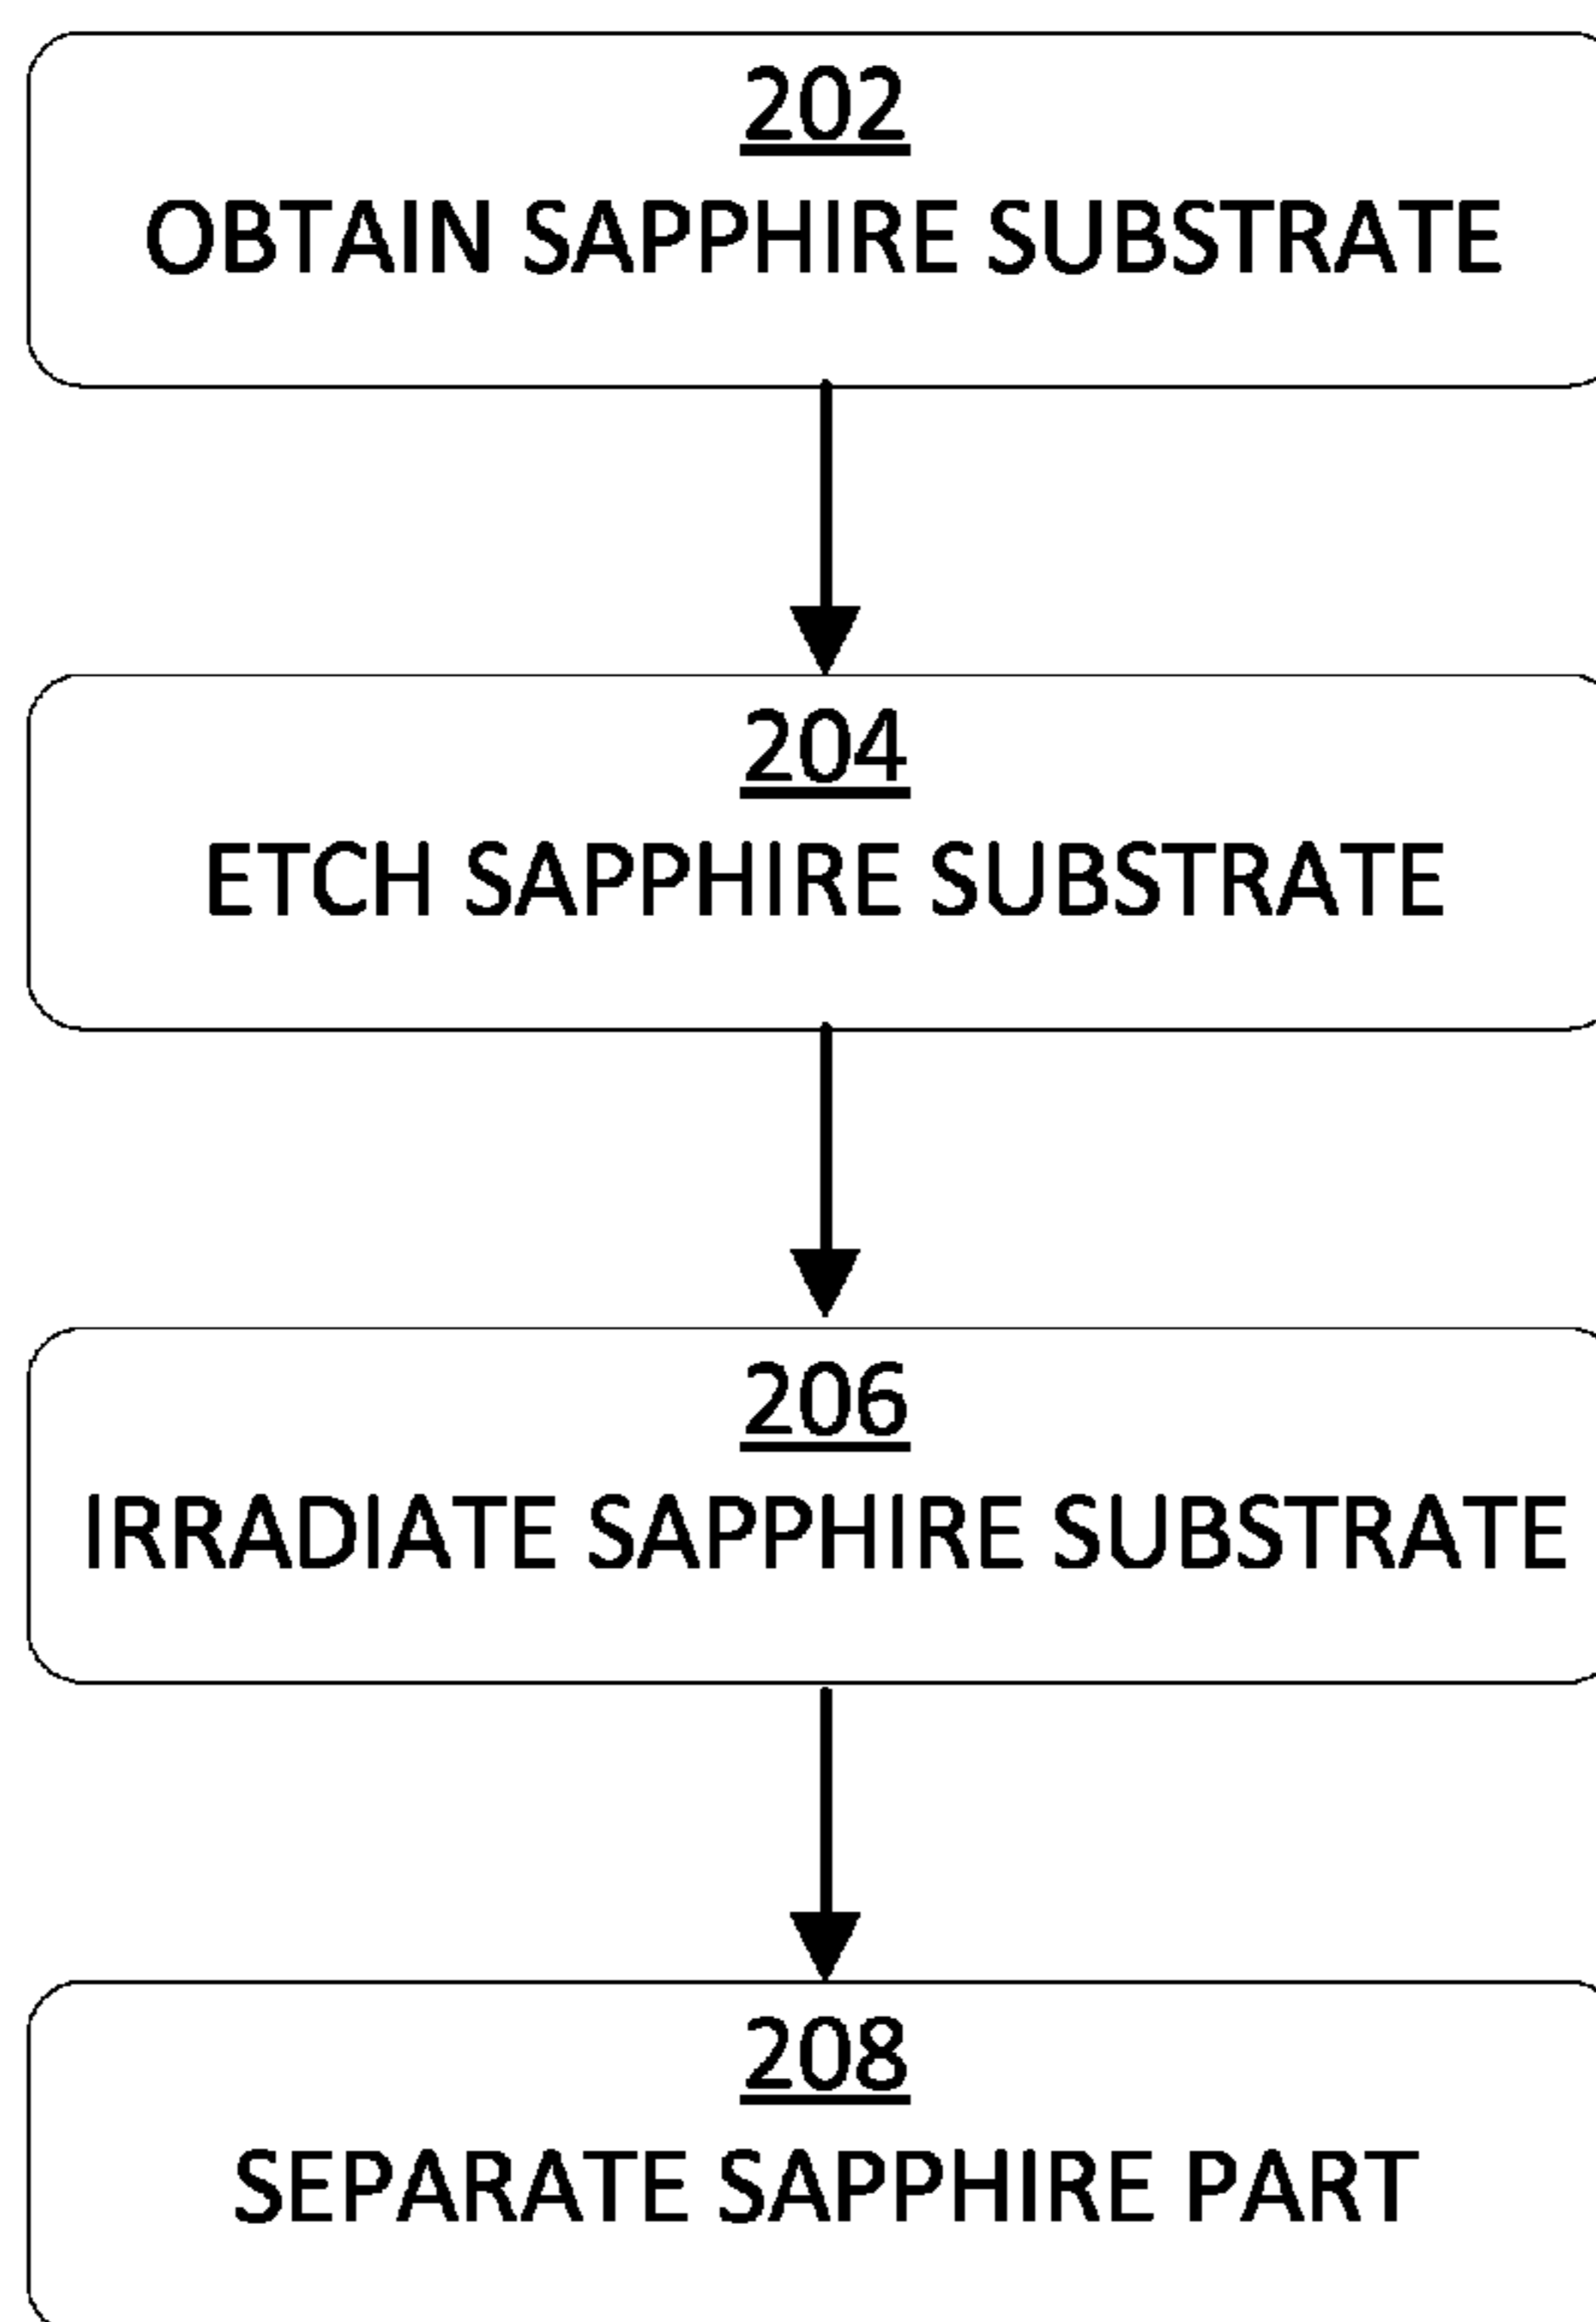 202
OBTAIN SAPPHIRE SUBSTRATE
204
ETCH SAPPHIRE SUBSTRATE
206
IRRADIATE SAPPHIRE SUBSTRATE
208
SEPARATE SAPPHIRE PART